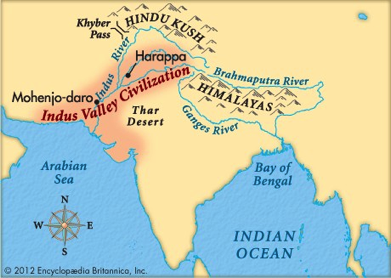 HINDU KUSH
Khyber
Pass
Indus
River
Harappa
Mohenjo-daro
Indus Valley Civilization
Brahmaputra River
HIMALAYAS
Thar
Desert
Ganges River
Arabian
Sea
Bay of
Bengal
N
W
E
S
INDIAN
OCEAN
© 2012 Encyclopædia Britannica, Inc.